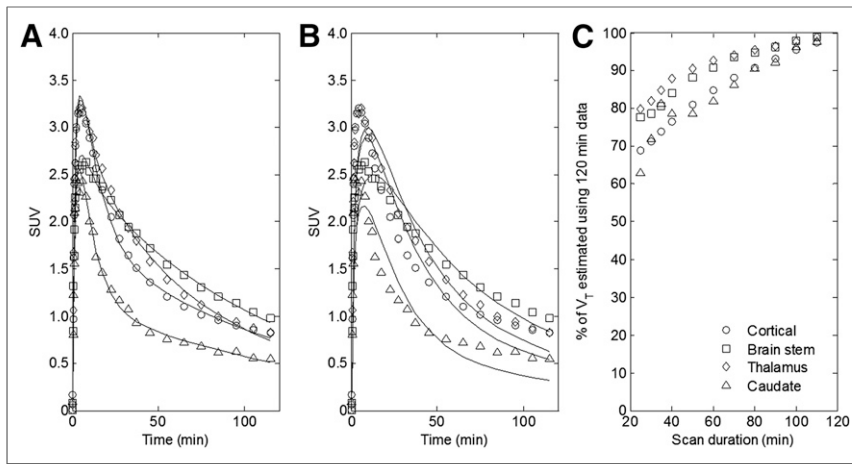 A
SUV
4.0
3.5
3.0
2.5
2.0
1.5
1.0
0.5
0
0 50 100
Time (min)
B
SUV
4.0
3.5
3.0
2.5
2.0
1.5
1.0
0.5
0
0 50 100
Time (min)
C
% of VT estimated using 120 min data
100
90
80
70
60
50
40
30
20
10
0
20 40 60 80 100 120
Scan duration (min)
Cortical
Brain stem
Thalamus
Caudate